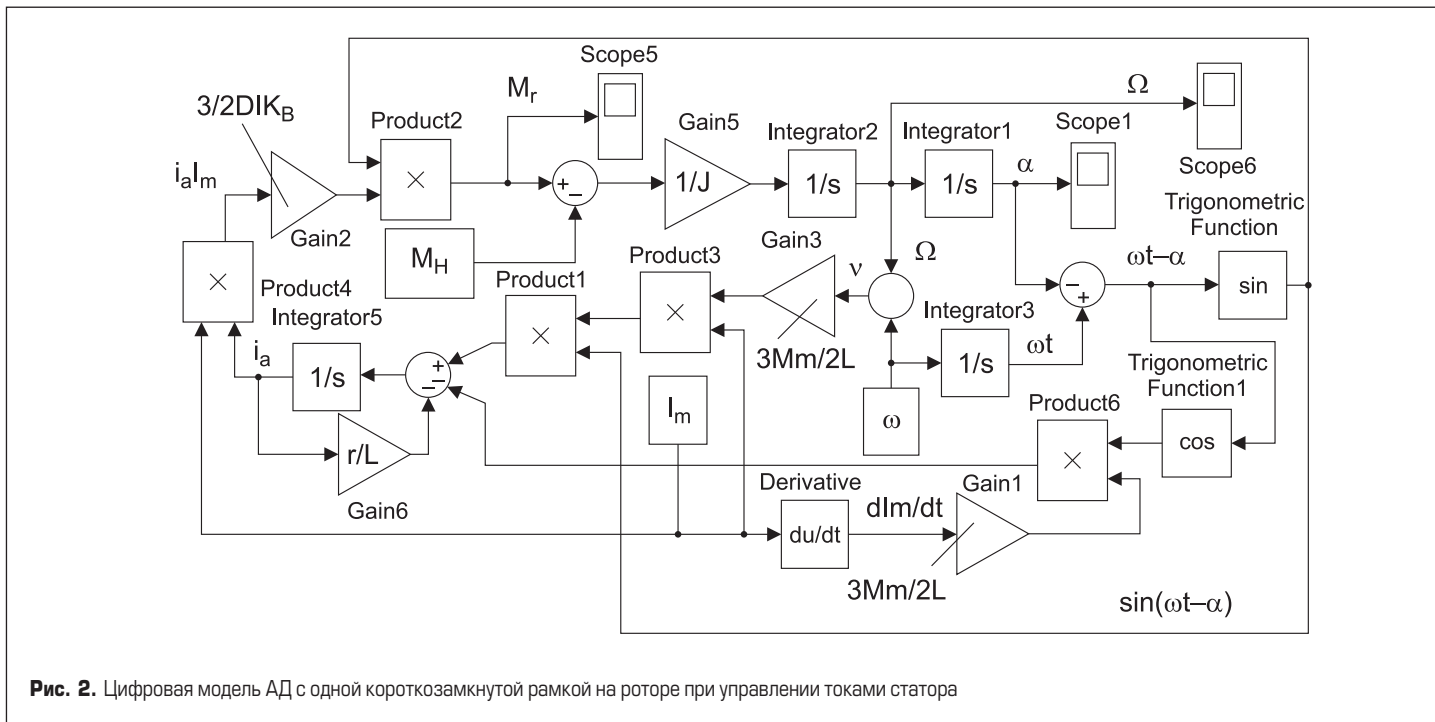 Scope5
M_r
Ω
3/2DIK_B
Product2
Gain5
Integrator2
Integrator1
Scope1
Scope6
i_aI_m
×
+
−
1/J
1/s
1/s
α
Trigonometric
Function
Gain2
M_H
Gain3
Product3
Product1
ν
Ω
ωt−α
−
+
sin
×
Product4
Integrator5
×
×
Integrator3
i_a
1/s
+
−
−
3Mm/2L
1/s
ωt
Trigonometric
Function1
Product6
I_m
ω
r/L
×
cos
Gain6
Derivative
Gain1
dIm/dt
du/dt
3Mm/2L
sin(ωt−α)
Рис. 2. Цифровая модель АД с одной короткозамкнутой рамкой на роторе при управлении токами статора